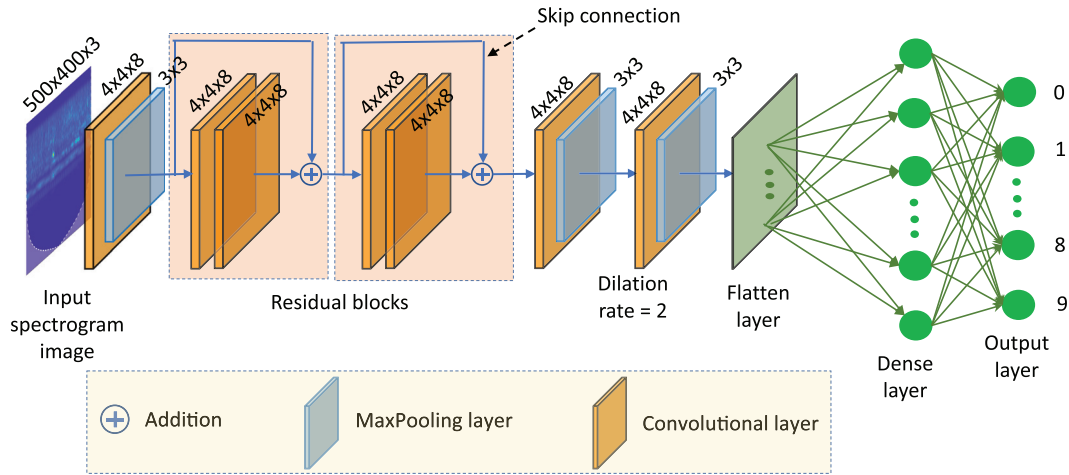 Skip connection
500x400x3
4x4x8
3x3
4x4x8
4x4x8
4x4x8
4x4x8
4x4x8
3x3
4x4x8
3x3
0
1
8
9
Input
spectrogram
image
Residual blocks
Dilation
rate = 2
Flatten
layer
Dense
layer
Output
layer
Addition
MaxPooling layer
Convolutional layer